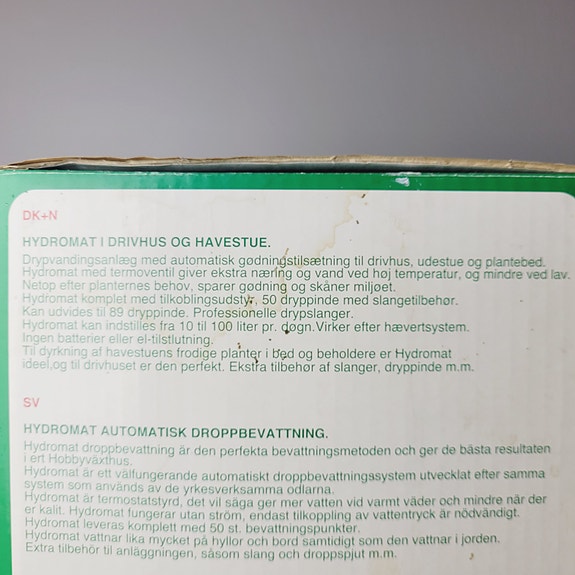 DK+N
HYDROMAT I DRIVHUS OG HAVESTUE.
Drypvandingsanlæg med automatisk gødningstilsætning til drivhus, udestue og plantebed.
Hydromat med termoventil giver ekstra næring og vand ved høj temperatur, og mindre ved lav.
Netop efter planternes behov, sparer gødning og skåner miljøet.
Hydromat komplet med tilkoblingsudstyr, 50 dryppinde med slangetilbehør.
Kan udvides til 89 dryppinde. Professionelle drypslanger.
Hydromat kan indstilles fra 10 til 100 liter pr. døgn.Virker efter hævertsystem.
Ingen batterier eller el-tilstlutning.
Til dyrkning af havestuens frodige planter i bed og beholdere er Hydromat
ideel,og til drivhuset er den perfekt. Ekstra tilbehør af slanger, dryppinde m.m.
SV
HYDROMAT AUTOMATISK DROPPBEVATTNING.
Hydromat droppbevattning är den perfekta bevattningsmetoden och ger de bästa resultaten
i ert Hobbyväxthus.
Hydromat är ett välfungerande automatiskt droppbevattningssystem utvecklat efter samma
system som används av de yrkesverksamma odlarna.
Hydromat är termostatstyrd, det vil säga ger mer vatten vid varmt väder och mindre når der
er kalit. Hydromat fungerar utan ström, endast tilkoppling av vattentryck är nödvändigt.
Hydromat leveras komplett med 50 st. bevattningspunkter.
Hydromat vattnar lika mycket på hyllor och bord samtidigt som den vattnar i jorden.
Extra tilbehör til anläggningen, såsom slang och droppspjut m.m.